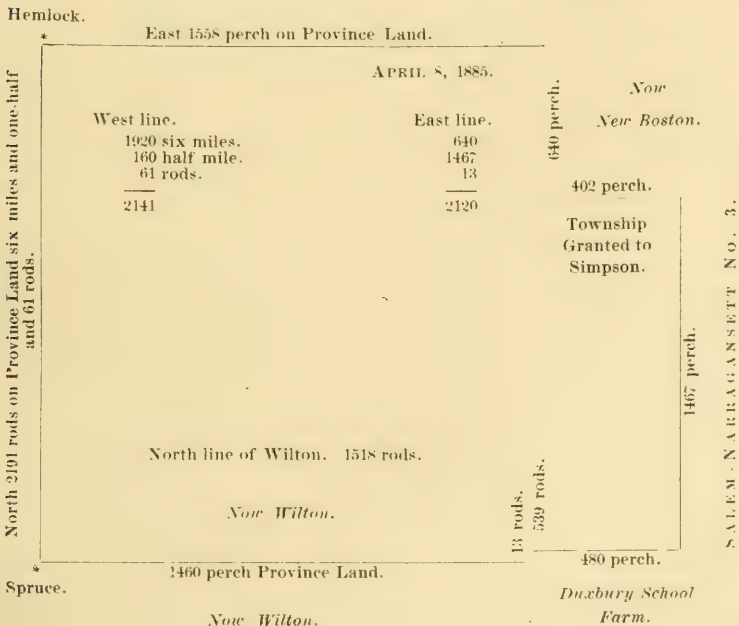 Hemlock.
East 1558 perch on Province Land.
APRIL 8, 1885.
West line.
1920 six miles.
160 half mile.
61 rods.
2141
East line.
640
1467
13
2120
640 perch.
Now
New Boston.
402 perch.
Township
Granted to
Simpson.
1467 perch.
SALEM-NARRAGANSETT No. 3.
North 2191 rods on Province Land six miles and one-half
and 61 rods.
North line of Wilton. 1518 rods.
Now Wilton.
13 rods.
539 rods.
Spruce.
1460 perch Province Land.
480 perch.
Now Wilton.
Duxbury School
Farm.